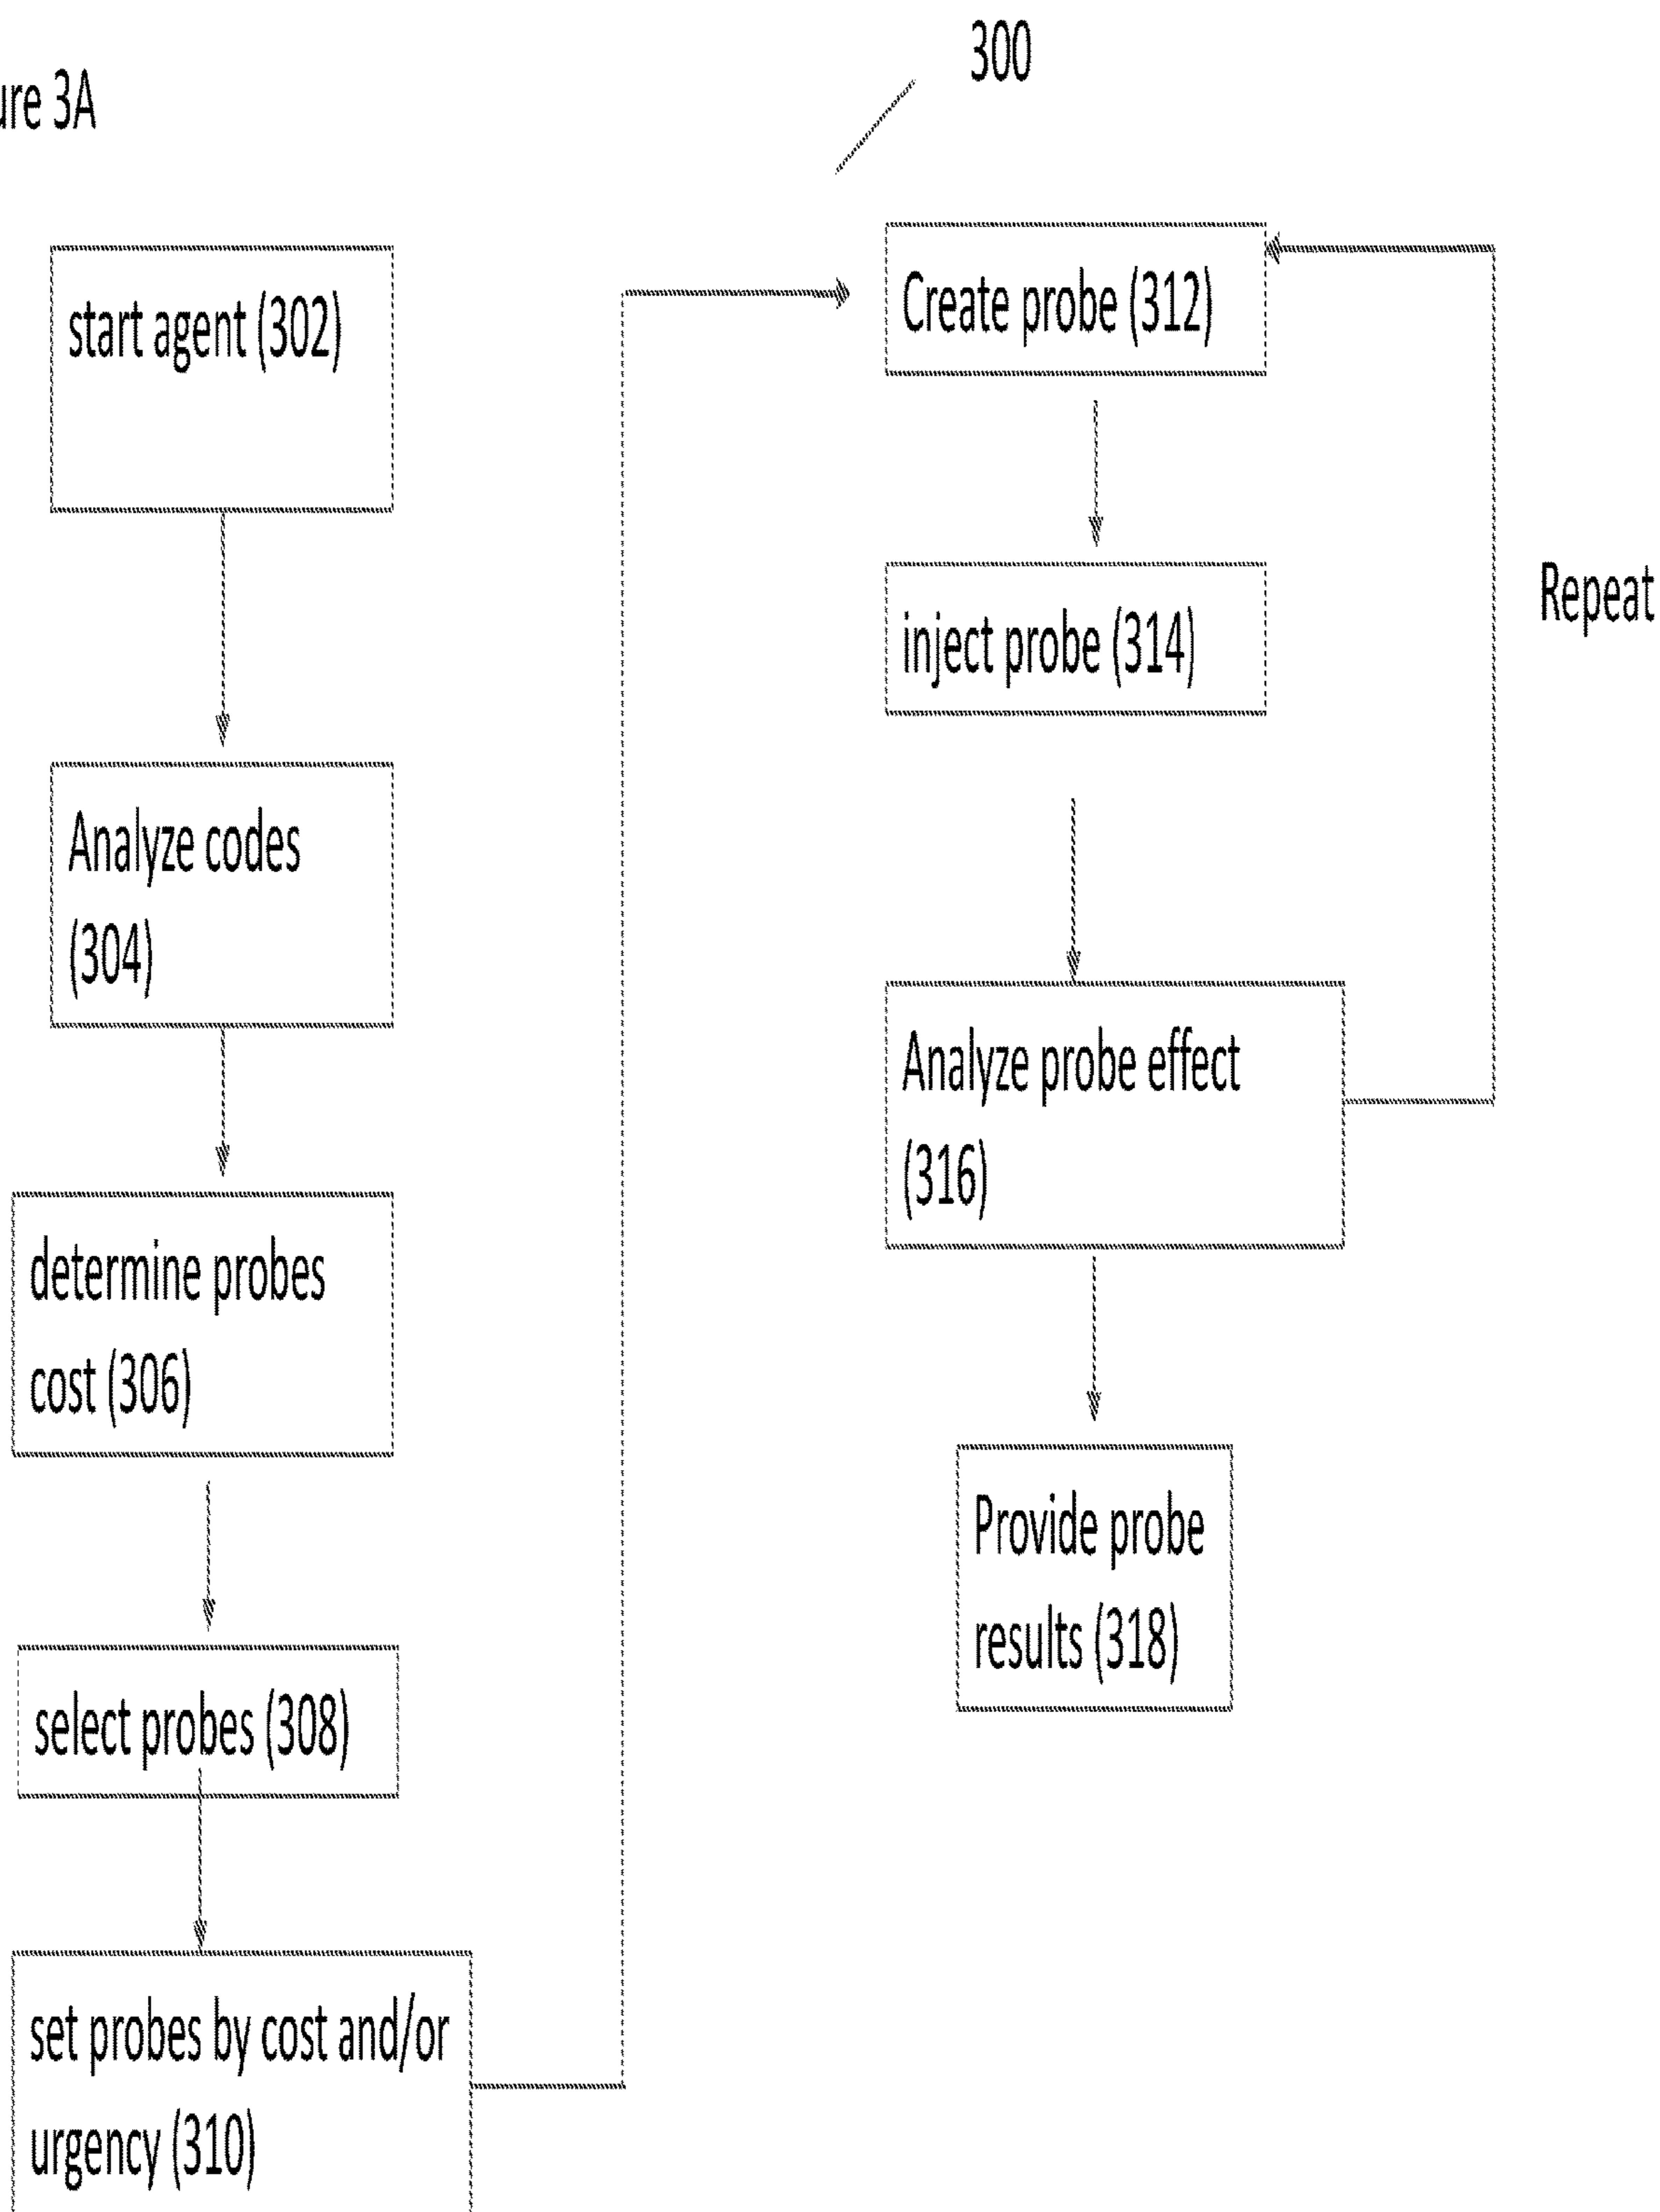 ure 3A
300
start agent (302)
Analyze codes
(304)
determine probes
cost (306)
select probes (308)
set probes by cost and/or
urgency (310)
Create probe (312)
inject probe (314)
Analyze probe effect
(316)
Provide probe
results (318)
Repeat